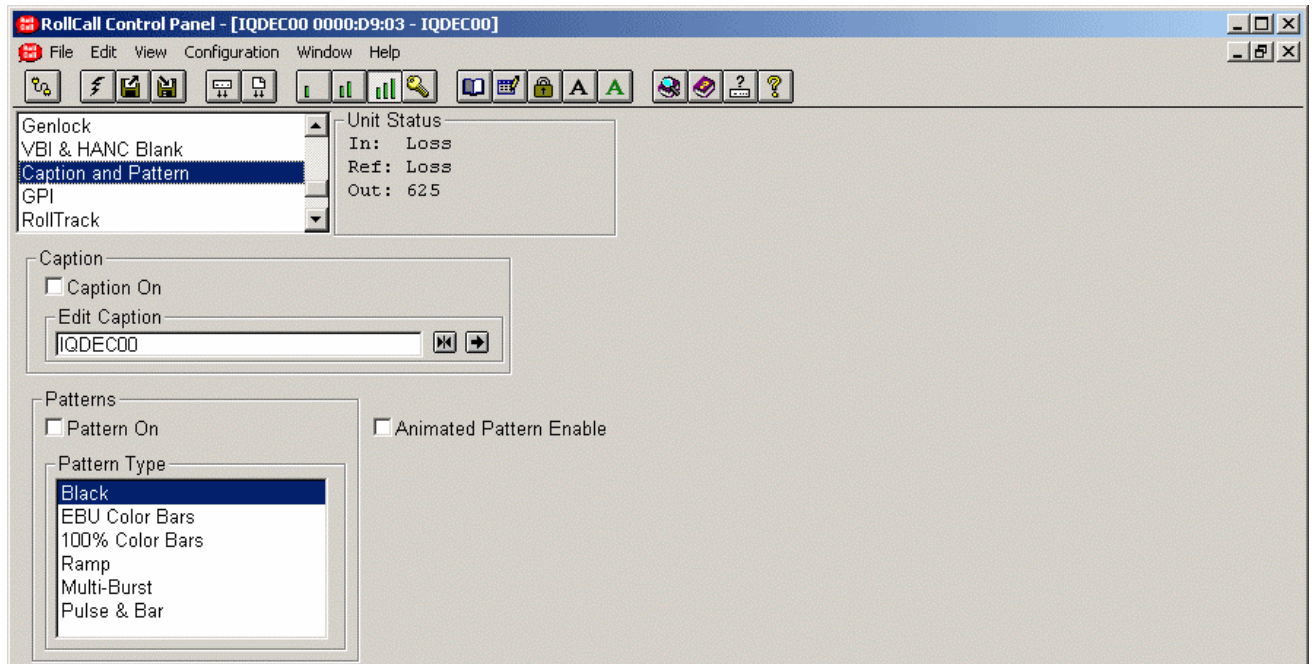 RollCall Control Panel - [IQDEC00 0000:D9:03 - IQDEC00]
File Edit View Configuration Window Help
A A
Genlock
VBI & HANC Blank
Caption and Pattern
GPI
RollTrack
Unit Status
In: Loss
Ref: Loss
Out: 625
Caption
Caption On
Edit Caption
IQDEC00
Patterns
Pattern On
Animated Pattern Enable
Pattern Type
Black
EBU Color Bars
100% Color Bars
Ramp
Multi-Burst
Pulse & Bar